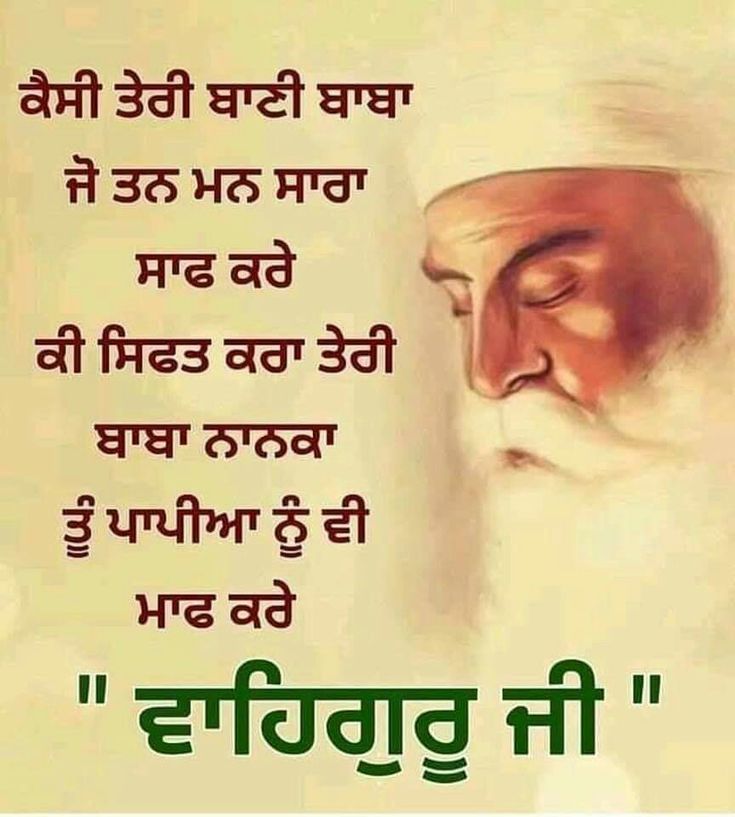 ਕੈਸੀ ਤੇਰੀ ਬਾਣੀ ਬਾਬਾ
ਜੋ ਤਨ ਮਨ ਸਾਰਾ
ਸਾਫ ਕਰੇ
ਕੀ ਸਿਫਤ ਕਰਾ ਤੇਰੀ
ਬਾਬਾ ਨਾਨਕਾ
ਤੂੰ ਪਾਪੀਆ ਨੂੰ ਵੀ
ਮਾਫ ਕਰੇ
" ਵਾਹਿਗੁਰੂ ਜੀ "